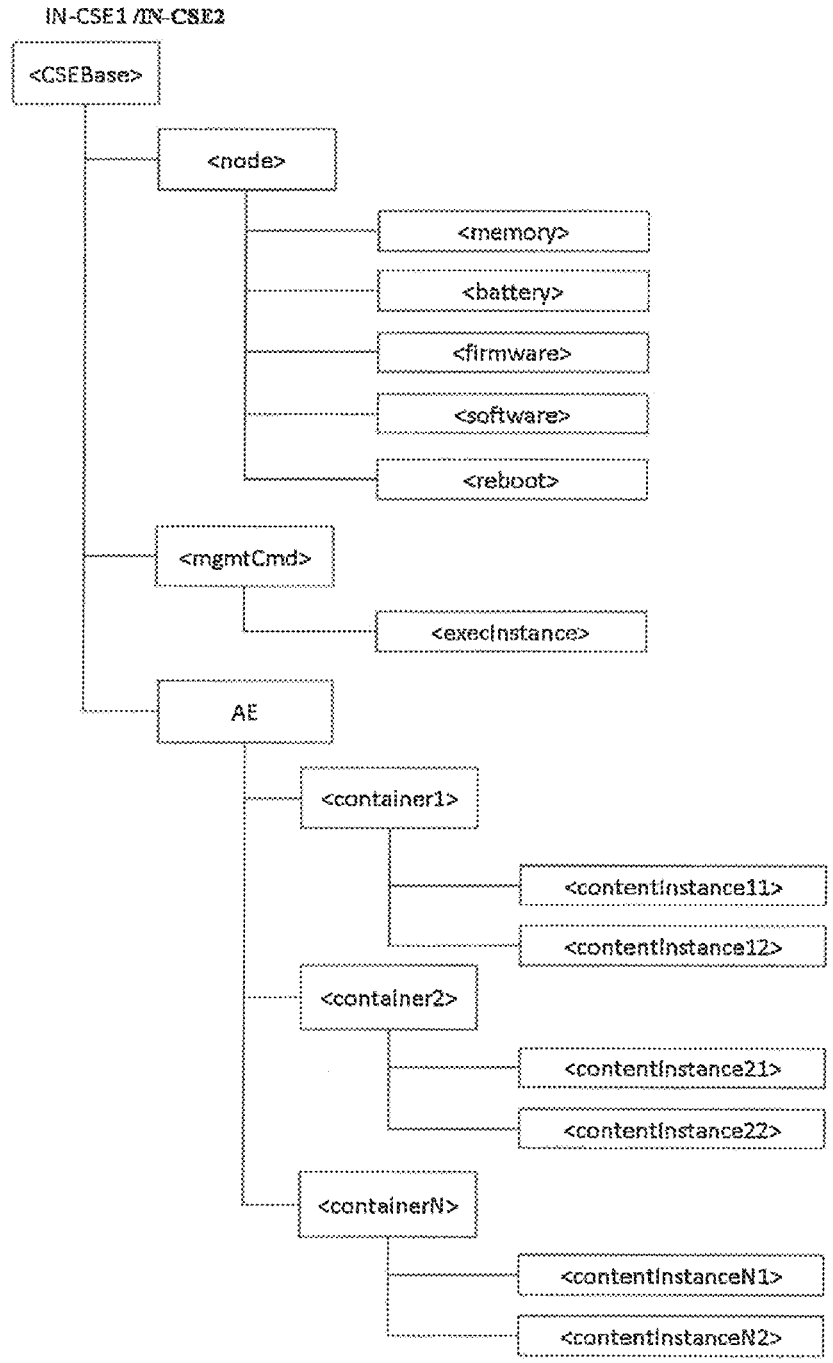 IN-CSE1 /IN-CSE2
<CSEBase>
<node>
<memory>
<battery>
<firmware>
<software>
<reboot>
<mgmtCmd>
<execInstance>
AE
<container1>
<contentInstance11>
<contentInstance12>
<container2>
<contentInstance21>
<contentInstance22>
<containerN>
<contentInstanceN1>
<contentInstanceN2>